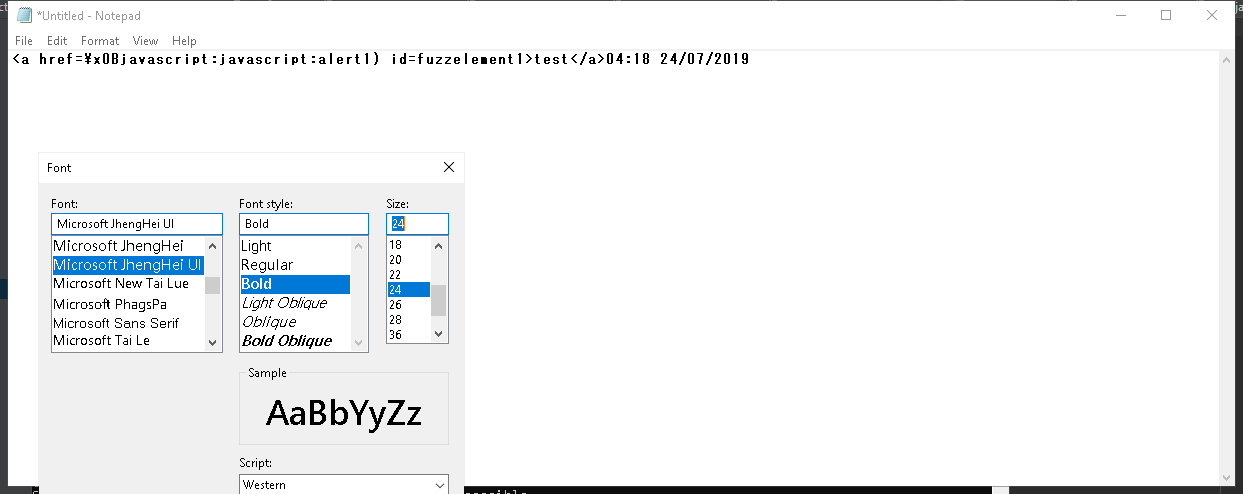 *Untitled - Notepad
File Edit Format View Help
<a href=¥x0Bjavascript:javascript:alert1) id=fuzzelement1>test</a>04:18 24/07/2019
Font
Font: Font style: Size:
Microsoft JhengHei UI Bold 24
Microsoft JhengHei Light 18
Microsoft JhengHei UI Regular 20
Microsoft New Tai Lue Bold 22
Microsoft PhagsPa Light Oblique 24
Microsoft Sans Serif Oblique 26
Microsoft Tai Le Bold Oblique 28
36
Sample
AaBbYyZz
Script:
Western